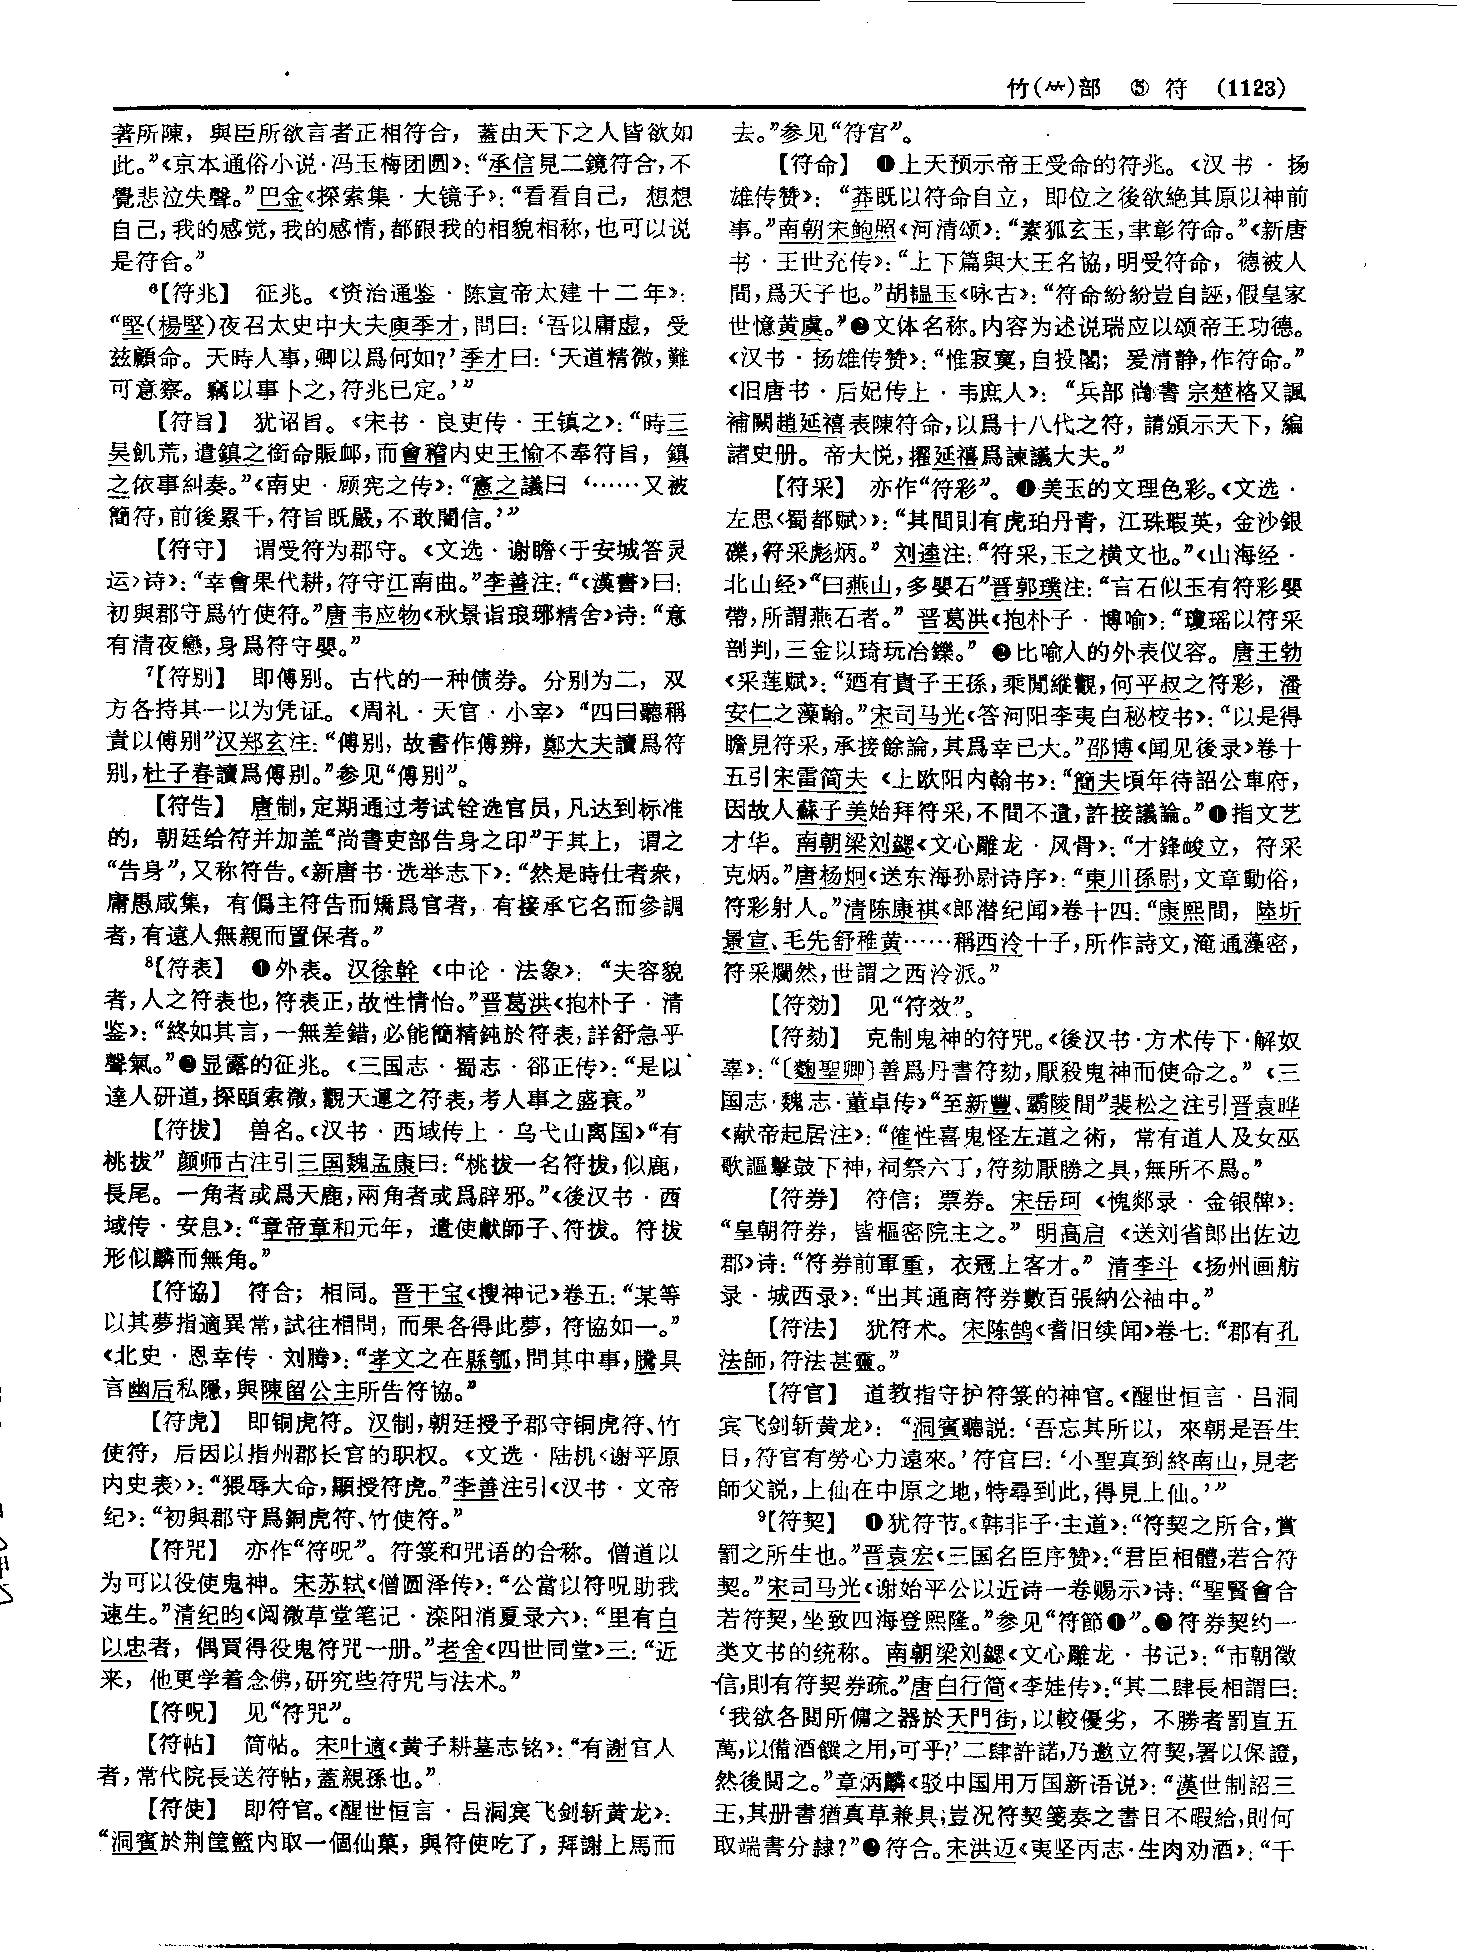 竹(⺮)部 ⑤ 符 (1123)
著所陳，與臣所欲言者正相符合，蓋由天下之人皆欲如
此。”《京本通俗小说·冯玉梅团圆》：“承信見二鏡符合，不
覺悲泣失聲。”巴金《探索集·大镜子》：“看看自己，想想
自己，我的感觉，我的感情，都跟我的相貌相称，也可以说
是符合。”
⁶【符兆】 征兆。《资治通鉴·陈宣帝太建十二年》：
“堅(楊堅)夜召太史中大夫庾季才，問曰：‘吾以庸虚，受
兹顧命。天時人事，卿以爲何如？’季才曰：‘天道精微，難
可意察。竊以事卜之，符兆已定。’”
【符旨】 犹诏旨。《宋书·良吏传·王镇之》：“時三
吴飢荒，遣鎮之銜命賑卹，而會稽内史王愉不奉符旨，鎮
之依事糾奏。”《南史·顾宪之传》：“憲之議曰‘……又被
簡符，前後累千，符旨既嚴，不敢闇信。’”
【符守】 谓受符为郡守。《文选·谢瞻〈于安城答灵
运〉诗》：“幸會果代耕，符守江南曲。”李善注：“《漢書》曰：
初與郡守爲竹使符。”唐韦应物《秋景诣琅琊精舍》诗：“意
有清夜戀，身爲符守嬰。”
⁷【符别】 即傅别。古代的一种债券。分别为二，双
方各持其一以为凭证。《周礼·天官·小宰》“四曰聽稱
責以傅别”汉郑玄注：“傅别，故書作傅辨，鄭大夫讀爲符
别，杜子春讀爲傅别。”参见“傅别”。
【符告】 唐制，定期通过考试铨选官员，凡达到标准
的，朝廷给符并加盖“尚書吏部告身之印”于其上，谓之
“告身”，又称符告。《新唐书·选举志下》：“然是時仕者衆，
庸愚咸集，有僞主符告而矯爲官者，有接承它名而參調
者，有遠人無親而置保者。”
⁸【符表】 ❶外表。汉徐幹《中论·法象》：“夫容貌
者，人之符表也，符表正，故性情怡。”晋葛洪《抱朴子·清
鉴》：“終如其言，一無差錯，必能簡精鈍於符表，詳舒急乎
聲氣。”❷显露的征兆。《三国志·蜀志·郤正传》：“是以
達人研道，探頤索微，觀天運之符表，考人事之盛衰。”
【符拔】 兽名。《汉书·西域传上·乌弋山离国》“有
桃拔”颜师古注引三国魏孟康曰：“桃拔一名符拔，似鹿，
長尾。一角者或爲天鹿，兩角者或爲辟邪。”《後汉书·西
域传·安息》：“章帝章和元年，遣使獻師子、符拔。符拔
形似麟而無角。”
【符協】 符合；相同。晋干宝《搜神记》卷五：“某等
以其夢指適異常，試往相問，而果各得此夢，符協如一。”
《北史·恩幸传·刘腾》：“孝文之在縣瓠，問其中事，騰具
言幽后私隱，與陳留公主所告符協。”
【符虎】 即铜虎符。汉制，朝廷授予郡守铜虎符、竹
使符，后因以指州郡长官的职权。《文选·陆机〈谢平原
内史表〉》：“猥辱大命，顯授符虎。”李善注引《汉书·文帝
纪》：“初與郡守爲銅虎符、竹使符。”
【符咒】 亦作“符呪”。符箓和咒语的合称。僧道以
为可以役使鬼神。宋苏轼《僧圆泽传》：“公當以符呪助我
速生。”清纪昀《阅微草堂笔记·滦阳消夏录六》：“里有白
以忠者，偶買得役鬼符咒一册。”老舍《四世同堂》三：“近
来，他更学着念佛，研究些符咒与法术。”
【符呪】 见“符咒”。
【符帖】 简帖。宋叶適《黄子耕墓志铭》：“有謝官人
者，常代院長送符帖，蓋親孫也。”
【符使】 即符官。《醒世恒言·吕洞宾飞剑斩黄龙》：
“洞賓於荆筐籃内取一個仙菓，與符使吃了，拜謝上馬而
去。”参见“符官”。
【符命】 ❶上天预示帝王受命的符兆。《汉书·扬
雄传赞》：“莽既以符命自立，即位之後欲絶其原以神前
事。”南朝宋鲍照《河清颂》：“素狐玄玉，聿彰符命。”《新唐
书·王世充传》：“上下篇與大王名協，明受符命，德被人
間，爲天子也。”胡韫玉《咏古》：“符命紛紛豈自誣，假皇家
世憶黄虞。”❷文体名称。内容为述说瑞应以颂帝王功德。
《汉书·扬雄传赞》：“惟寂寞，自投閣；爰清静，作符命。”
《旧唐书·后妃传上·韦庶人》：“兵部尚書宗楚格又諷
補闕趙延禧表陳符命，以爲十八代之符，請頒示天下，編
諸史册。帝大悦，擢延禧爲諫議大夫。”
【符采】 亦作“符彩”。❶美玉的文理色彩。《文选·
左思〈蜀都赋〉》：“其間則有虎珀丹青，江珠瑕英，金沙銀
礫，符采彪炳。”刘逵注：“符采，玉之横文也。”《山海经·
北山经》“曰燕山，多嬰石”晋郭璞注：“言石似玉有符彩嬰
帶，所謂燕石者。”晋葛洪《抱朴子·博喻》：“瓊瑶以符采
剖判，三金以琦玩冶鑠。”❷比喻人的外表仪容。唐王勃
《采莲赋》：“廼有貴子王孫，乘閒縱觀，何平叔之符彩，潘
安仁之藻翰。”宋司马光《答河阳李夷白秘校书》：“以是得
瞻見符采，承接餘論，其爲幸已大。”邵博《闻见後录》卷十
五引宋雷简夫《上欧阳内翰书》：“簡夫頃年待詔公車府，
因故人蘇子美始拜符采，不間不遺，許接議論。”❸指文艺
才华。南朝梁刘勰《文心雕龙·风骨》：“才鋒峻立，符采
克炳。”唐杨炯《送东海孙尉诗序》：“東川孫尉，文章動俗，
符彩射人。”清陈康祺《郎潜纪闻》卷十四：“康熙間，陸圻
景宣、毛先舒稚黄……稱西泠十子，所作詩文，淹通藻密，
符采爛然，世謂之西泠派。”
【符効】 见“符效”。
【符劾】 克制鬼神的符咒。《後汉书·方术传下·解奴
辜》：“〔麴聖卿〕善爲丹書符劾，厭殺鬼神而使命之。”《三
国志·魏志·董卓传》“至新豐、霸陵間”裴松之注引晋袁晔
《献帝起居注》：“傕性喜鬼怪左道之術，常有道人及女巫
歌謳擊鼓下神，祠祭六丁，符劾厭勝之具，無所不爲。”
【符券】 符信；票券。宋岳珂《愧郯录·金银牌》：
“皇朝符券，皆樞密院主之。”明高启《送刘省郎出佐边
郡》诗：“符券前軍重，衣冠上客才。”清李斗《扬州画舫
录·城西录》：“出其通商符券數百張納公袖中。”
【符法】 犹符术。宋陈鹄《耆旧续闻》卷七：“郡有孔
法師，符法甚靈。”
【符官】 道教指守护符箓的神官。《醒世恒言·吕洞
宾飞剑斩黄龙》：“洞賓聽説：‘吾忘其所以，來朝是吾生
日，符官有勞心力遠來。’符官曰：‘小聖真到終南山，見老
師父説，上仙在中原之地，特尋到此，得見上仙。’”
⁹【符契】 ❶犹符节。《韩非子·主道》：“符契之所合，賞
罰之所生也。”晋袁宏《三国名臣序赞》：“君臣相體，若合符
契。”宋司马光《谢始平公以近诗一卷赐示》诗：“聖賢會合
若符契，坐致四海登熙隆。”参见“符節❶”。❷符券契约一
类文书的统称。南朝梁刘勰《文心雕龙·书记》：“市朝徵
信，則有符契券疏。”唐白行简《李娃传》：“其二肆長相謂曰：
‘我欲各閲所傭之器於天門街，以較優劣，不勝者罰直五
萬，以備酒饌之用，可乎？’二肆許諾，乃邀立符契，署以保證，
然後閲之。”章炳麟《驳中国用万国新语说》：“漢世制詔三
王，其册書猶真草兼具；豈况符契箋奏之書日不暇給，則何
取端書分隸？”❸符合。宋洪迈《夷坚丙志·生肉劝酒》：“千